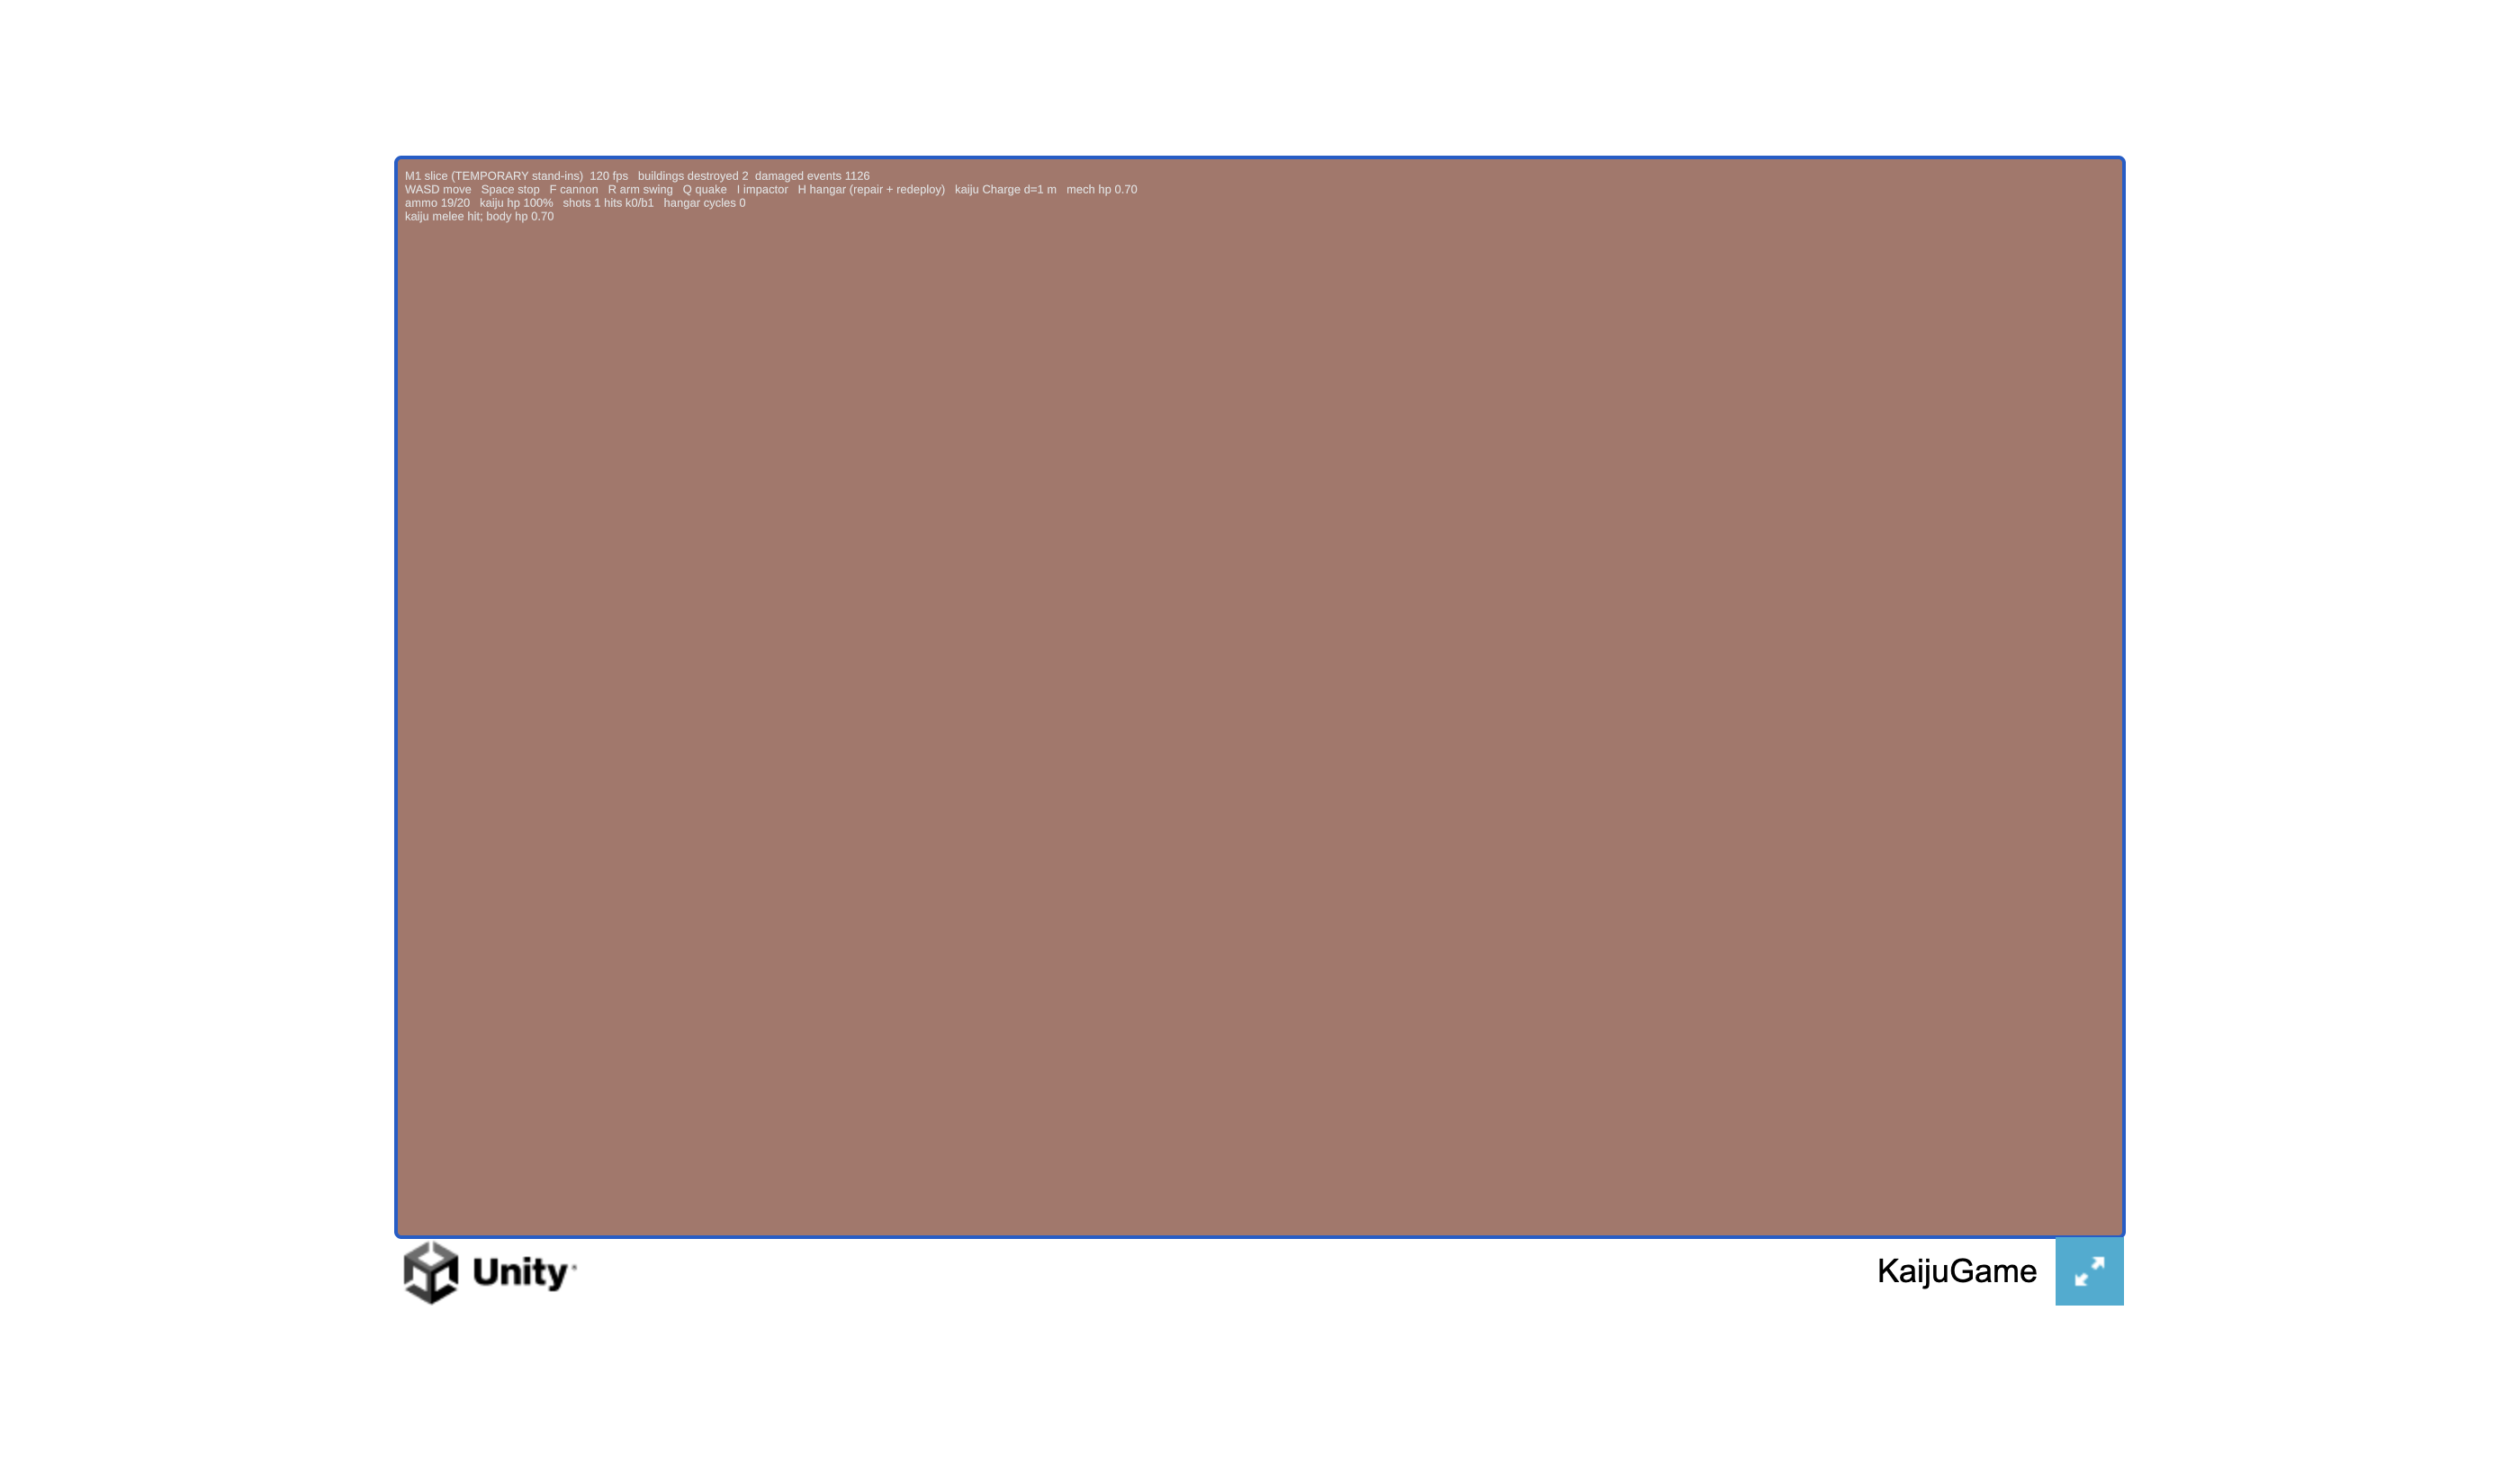 M1 slice (TEMPORARY stand-ins)  120 fps   buildings destroyed 2  damaged events 1126
WASD move   Space stop   F cannon   R arm swing   Q quake   I impactor   H hangar (repair + redeploy)   kaiju Charge d=1 m   mech hp 0.70
ammo 19/20   kaiju hp 100%   shots 1 hits k0/b1   hangar cycles 0
kaiju melee hit; body hp 0.70
Unity
KaijuGame